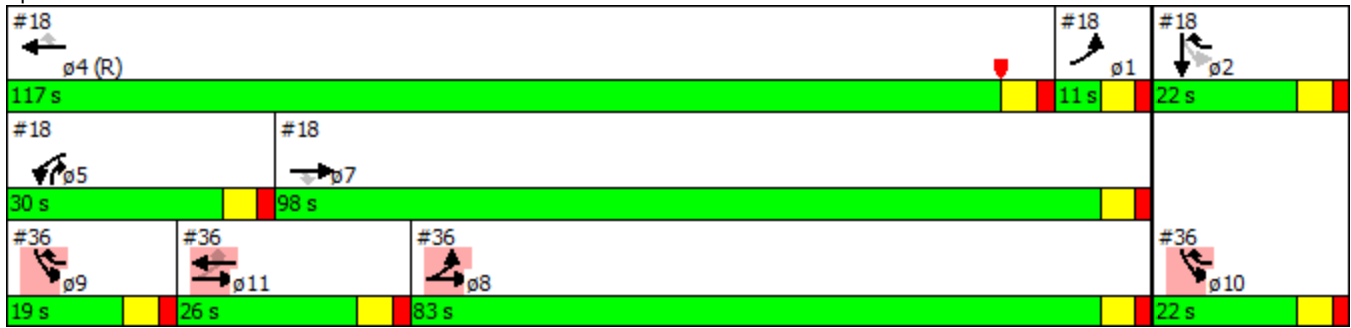 #18 #18 #18
ø4 (R) ø1 ø2
117 s 11 s 22 s
#18 #18
ø5 ø7
30 s 98 s
#36 #36 #36 #36
ø9 ø11 ø8 ø10
19 s 26 s 83 s 22 s